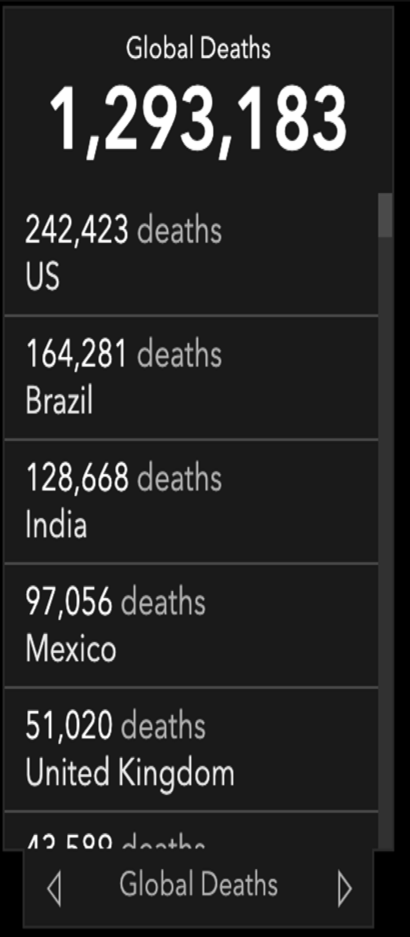 Global Deaths
1,293,183
242,423 deaths
US
164,281 deaths
Brazil
128,668 deaths
India
97,056 deaths
Mexico
51,020 deaths
United Kingdom
deaths
Global Deaths